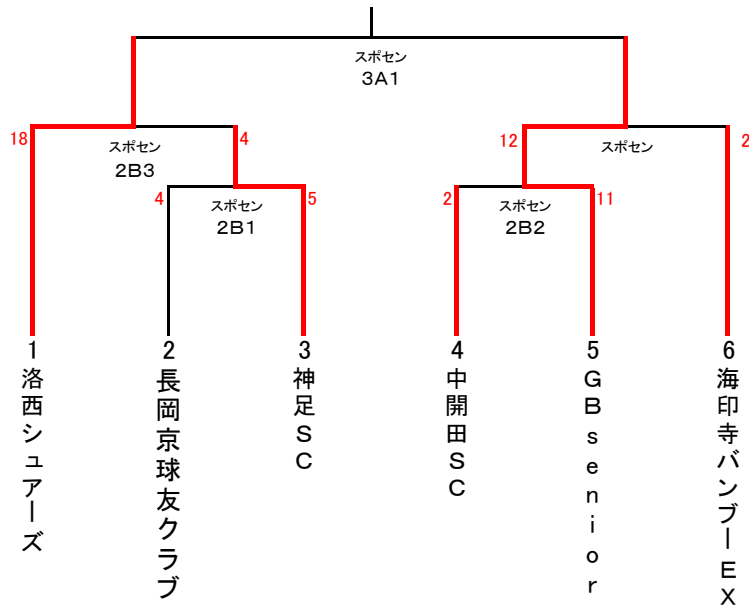 スポセン
3A1
18
スポセン
2B3
4
12
スポセン
2
4
スポセン
2B1
5
2
スポセン
2B2
11
1
洛西シュアーズ
2
長岡京球友クラブ
3
神足SC
4
中開田SC
5
GBsenior
6
海印寺バンブーEX